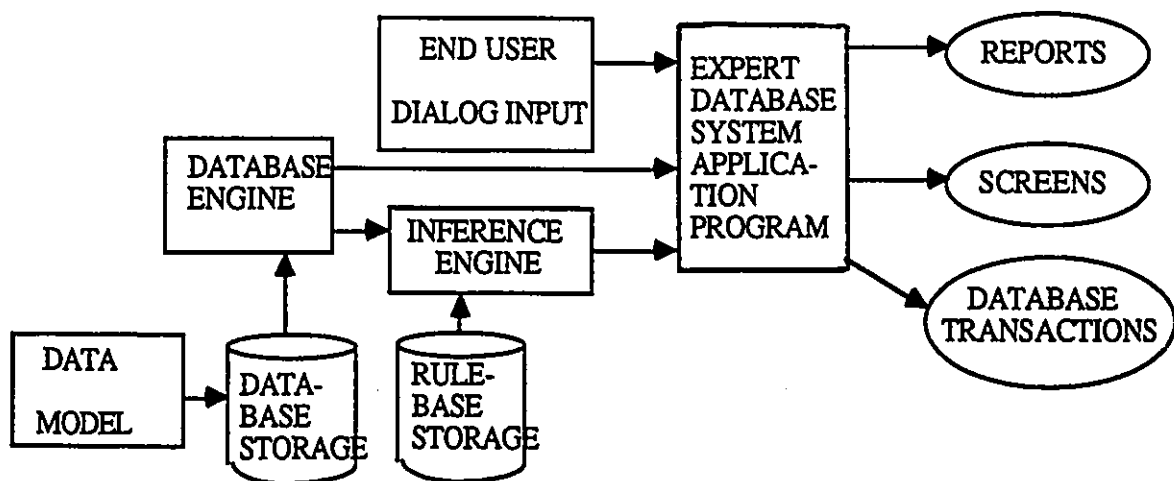 END USER
DIALOG INPUT
EXPERT
DATABASE
SYSTEM
APPLICA-
TION
PROGRAM
REPORTS
SCREENS
DATABASE
TRANSACTIONS
DATABASE
ENGINE
INFERENCE
ENGINE
DATA
MODEL
DATA-
BASE
STORAGE
RULE-
BASE
STORAGE